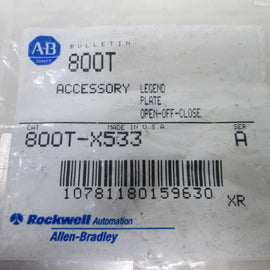 A-B
BULLETIN
800T
ACCESSORY LEGEND
PLATE
OPEN-OFF-CLOSE
CAT MADE IN U.S.A. SER
800T-X533 A
10781180159630 XR
Rockwell Automation
Allen-Bradley